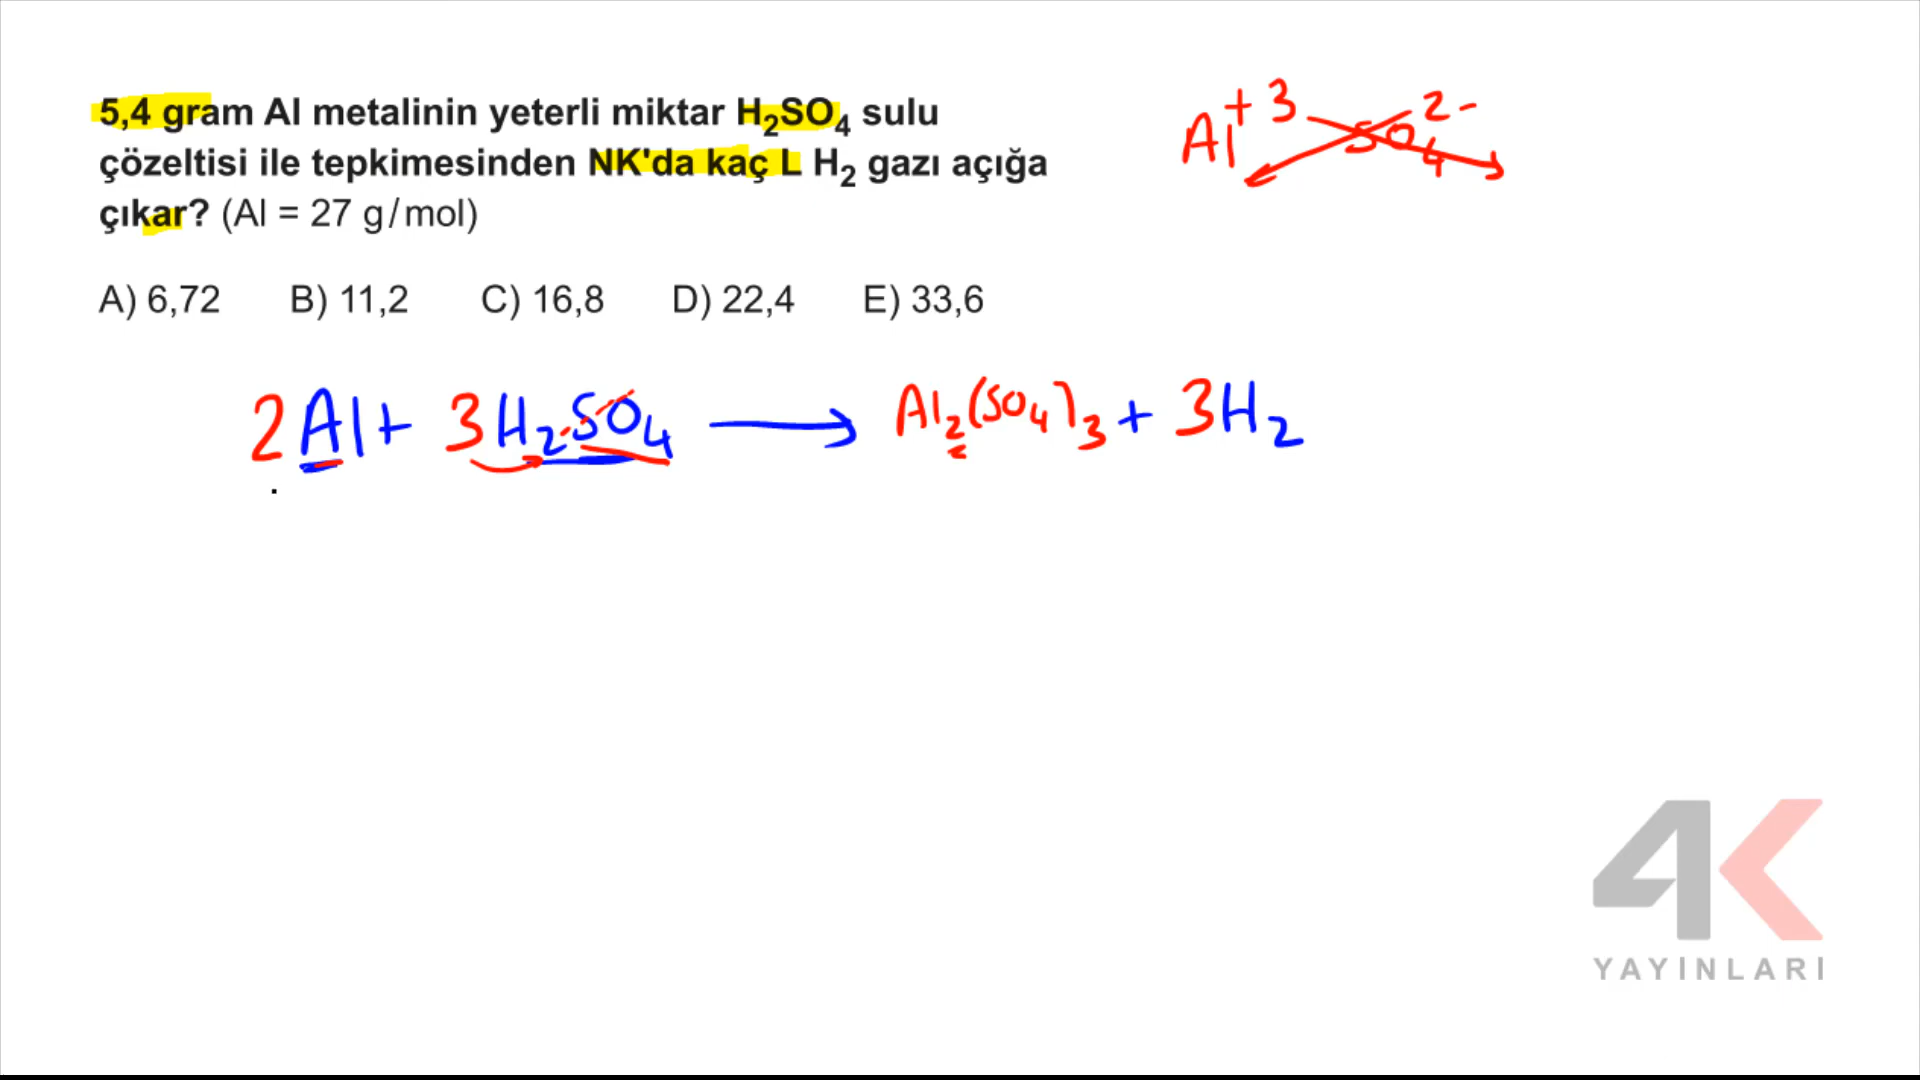 5,4 gram Al metalinin yeterli miktar H₂SO₄ sulu
çözeltisi ile tepkimesinden NK'da kaç L H₂ gazı açığa
çıkar? (Al = 27 g/mol)
A) 6,72 B) 11,2 C) 16,8 D) 22,4 E) 33,6
Al⁺³ SO₄²⁻
2Al + 3H₂SO₄ → Al₂(SO₄)₃ + 3H₂
4K
YAYINLARI